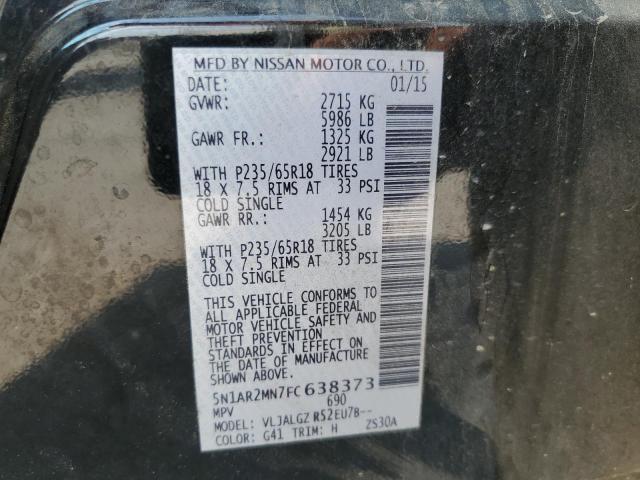 MFD BY NISSAN MOTOR CO., LTD.
DATE: 01/15
GVWR: 2715 KG
5986 LB
GAWR FR.: 1325 KG
2921 LB
WITH P235/65R18 TIRES
18 X 7.5 RIMS AT 33 PSI
COLD SINGLE
GAWR RR.: 1454 KG
3205 LB
WITH P235/65R18 TIRES
18 X 7.5 RIMS AT 33 PSI
COLD SINGLE
THIS VEHICLE CONFORMS TO
ALL APPLICABLE FEDERAL
MOTOR VEHICLE SAFETY AND
THEFT PREVENTION
STANDARDS IN EFFECT ON
THE DATE OF MANUFACTURE
SHOWN ABOVE.
5N1AR2MN7FC638373
MPV 690
MODEL: VLJALGZ R52EU7B--
COLOR: G41 TRIM: H ZS30A